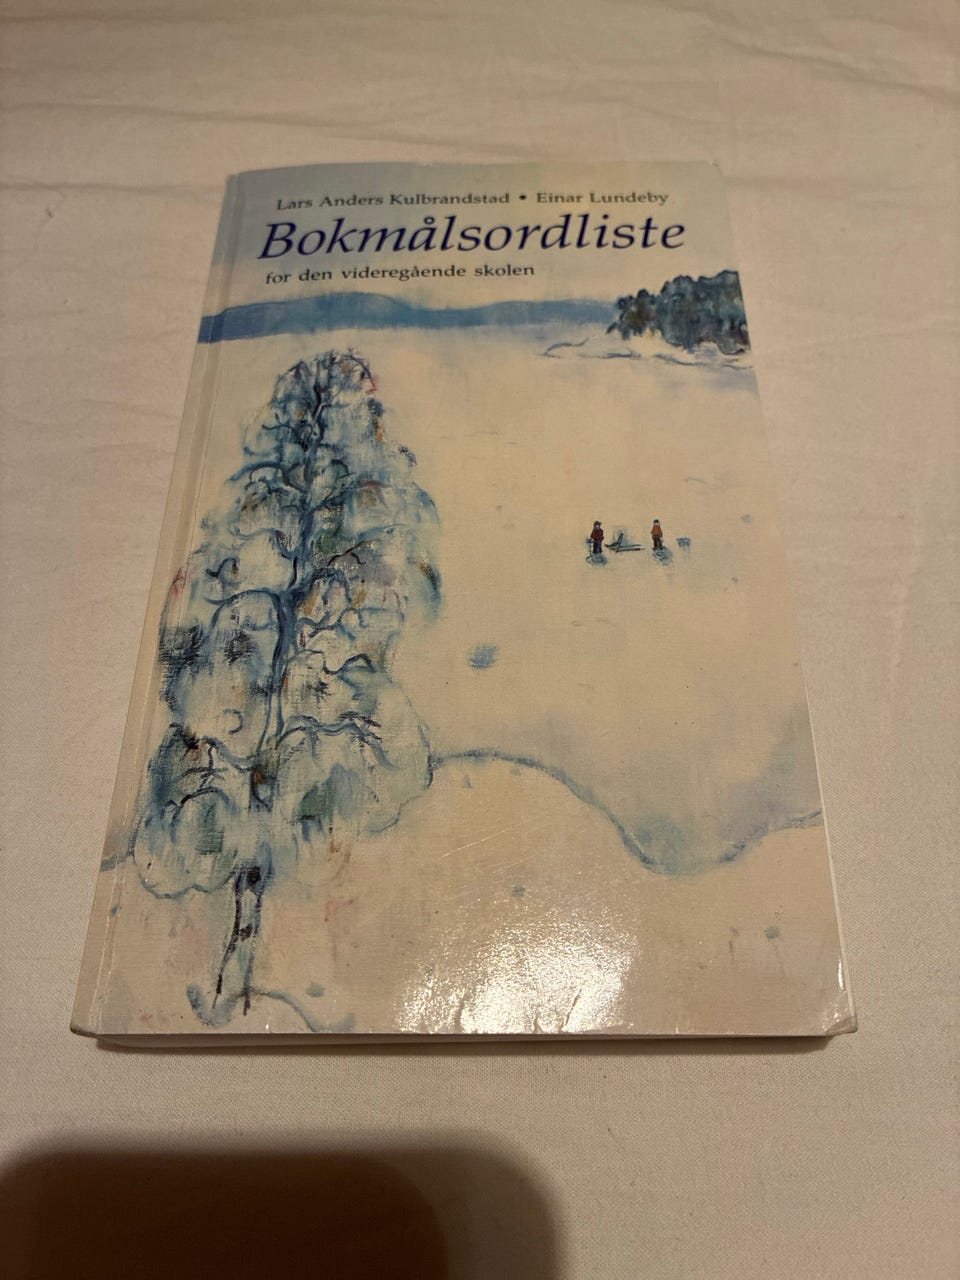 Lars Anders Kulbrandstad • Einar Lundeby
Bokmålsordliste
for den videregående skolen